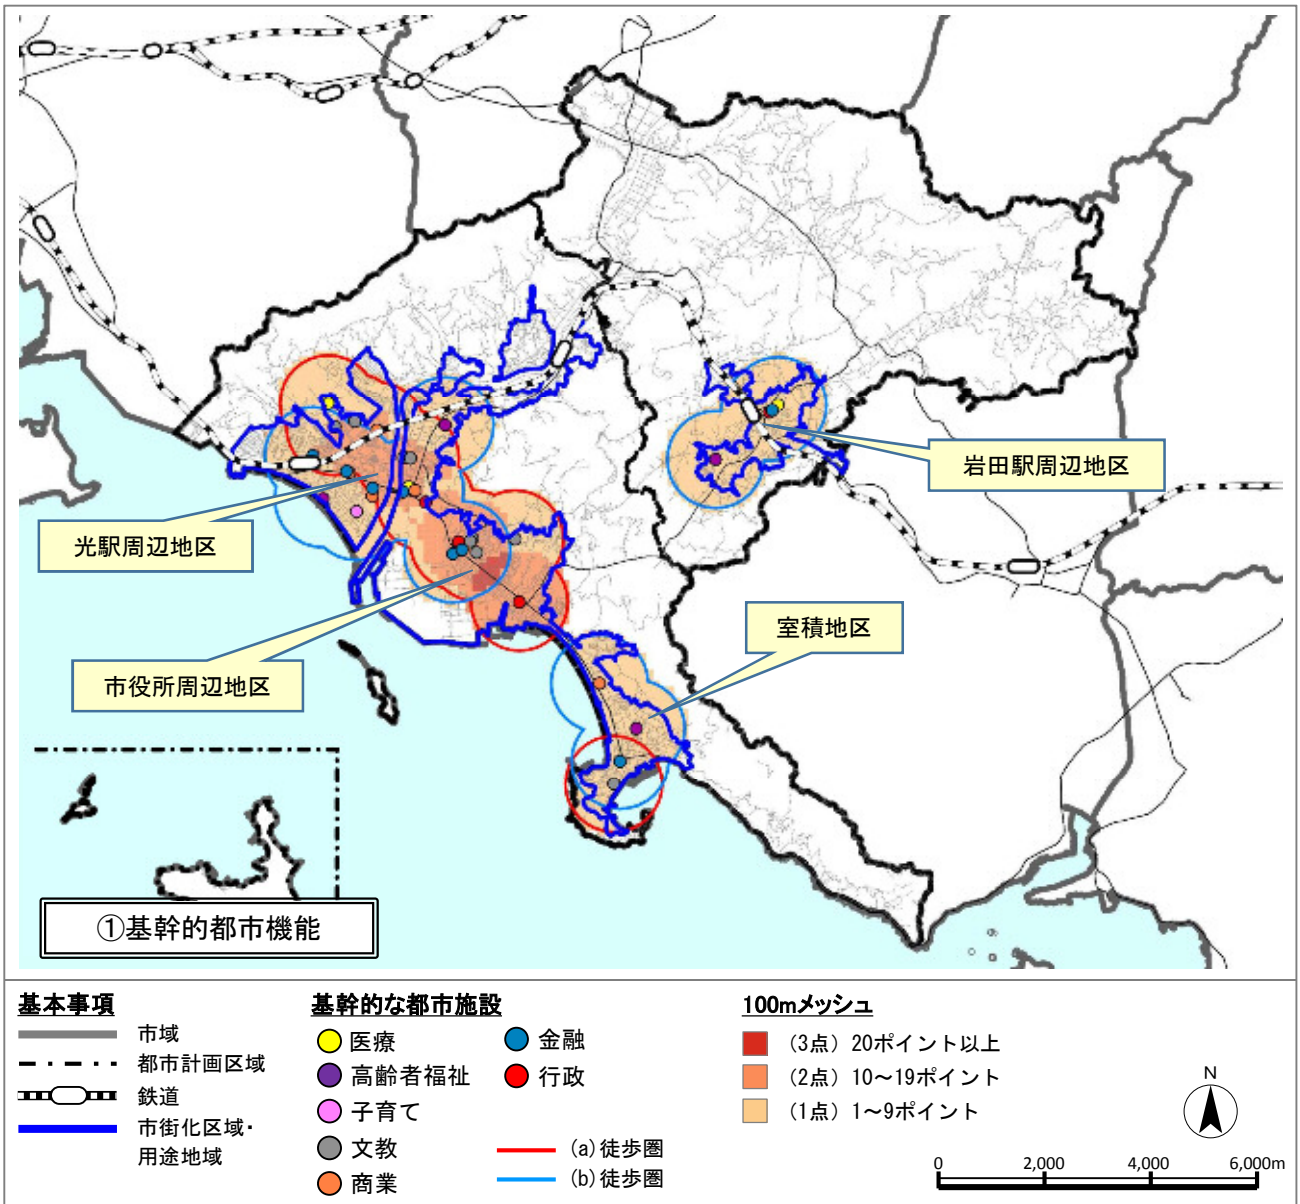 岩田駅周辺地区
光駅周辺地区
室積地区
市役所周辺地区
①基幹的都市機能
基本事項
市域
都市計画区域
鉄道
市街化区域・
用途地域
基幹的な都市施設
医療
高齢者福祉
子育て
文教
商業
金融
行政
(a)徒歩圏
(b)徒歩圏
100mメッシュ
(3点) 20ポイント以上
(2点) 10～19ポイント
(1点) 1～9ポイント
N
0 2,000 4,000 6,000m